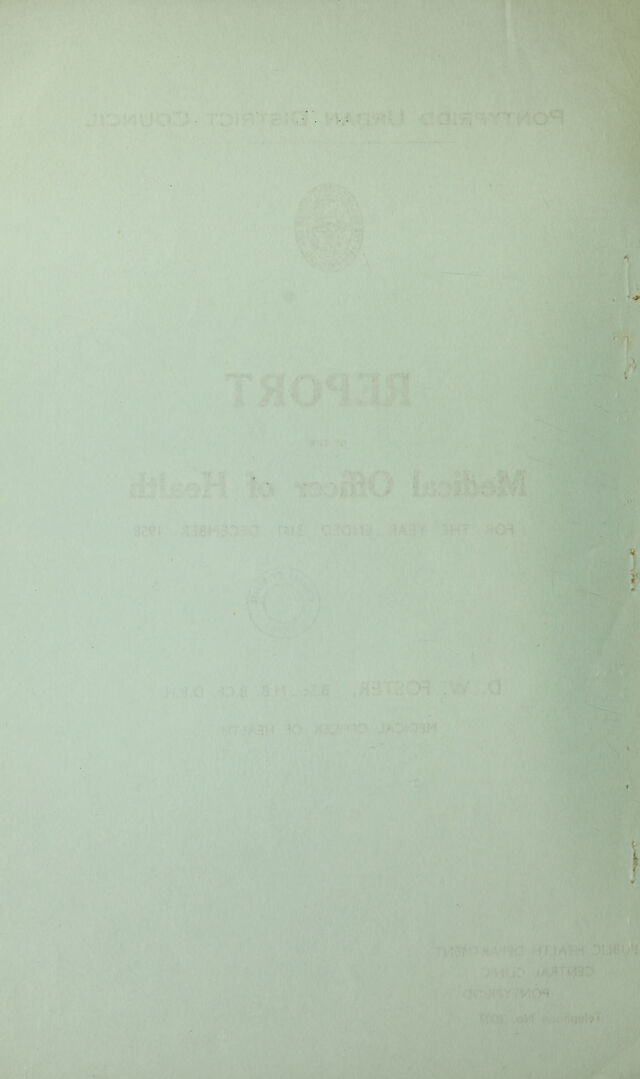 PONTYPRIDD URBAN DISTRICT COUNCIL
REPORT
OF THE
Medical Officer of Health
FOR THE YEAR ENDED 31st DECEMBER 1958
D. W. FOSTER, B.Sc., M.B. B.Ch. D.P.H.
MEDICAL OFFICER OF HEALTH
PUBLIC HEALTH DEPARTMENT
CENTRAL CLINIC
PONTYPRIDD
Telephone No.